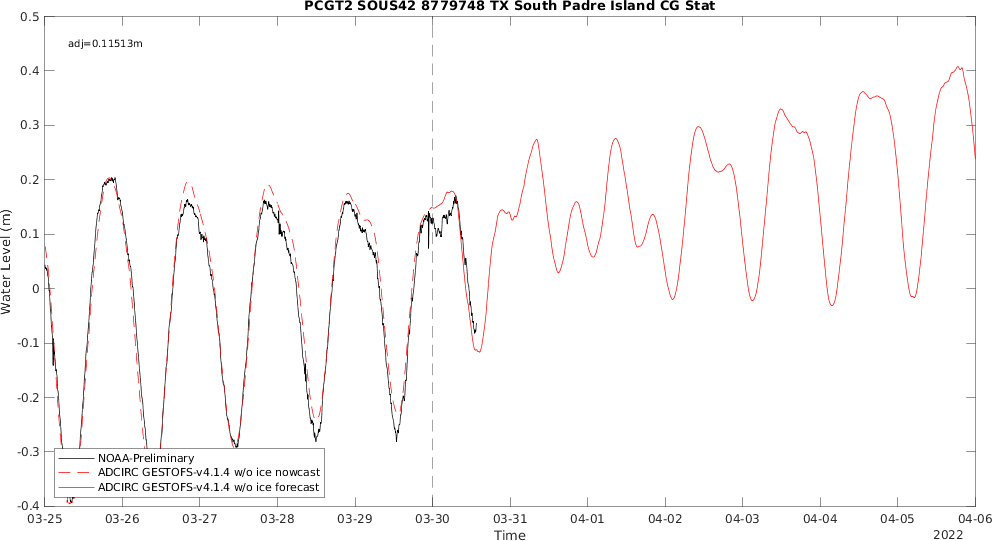 PCGT2 SOUS42 8779748 TX South Padre Island CG Stat
adj=0.11513m
Water Level (m)
0.5
0.4
0.3
0.2
0.1
0
-0.1
-0.2
-0.3
-0.4
NOAA-Preliminary
ADCIRC GESTOFS-v4.1.4 w/o ice nowcast
ADCIRC GESTOFS-v4.1.4 w/o ice forecast
03-25 03-26 03-27 03-28 03-29 03-30 03-31 04-01 04-02 04-03 04-04 04-05 04-06
Time
2022